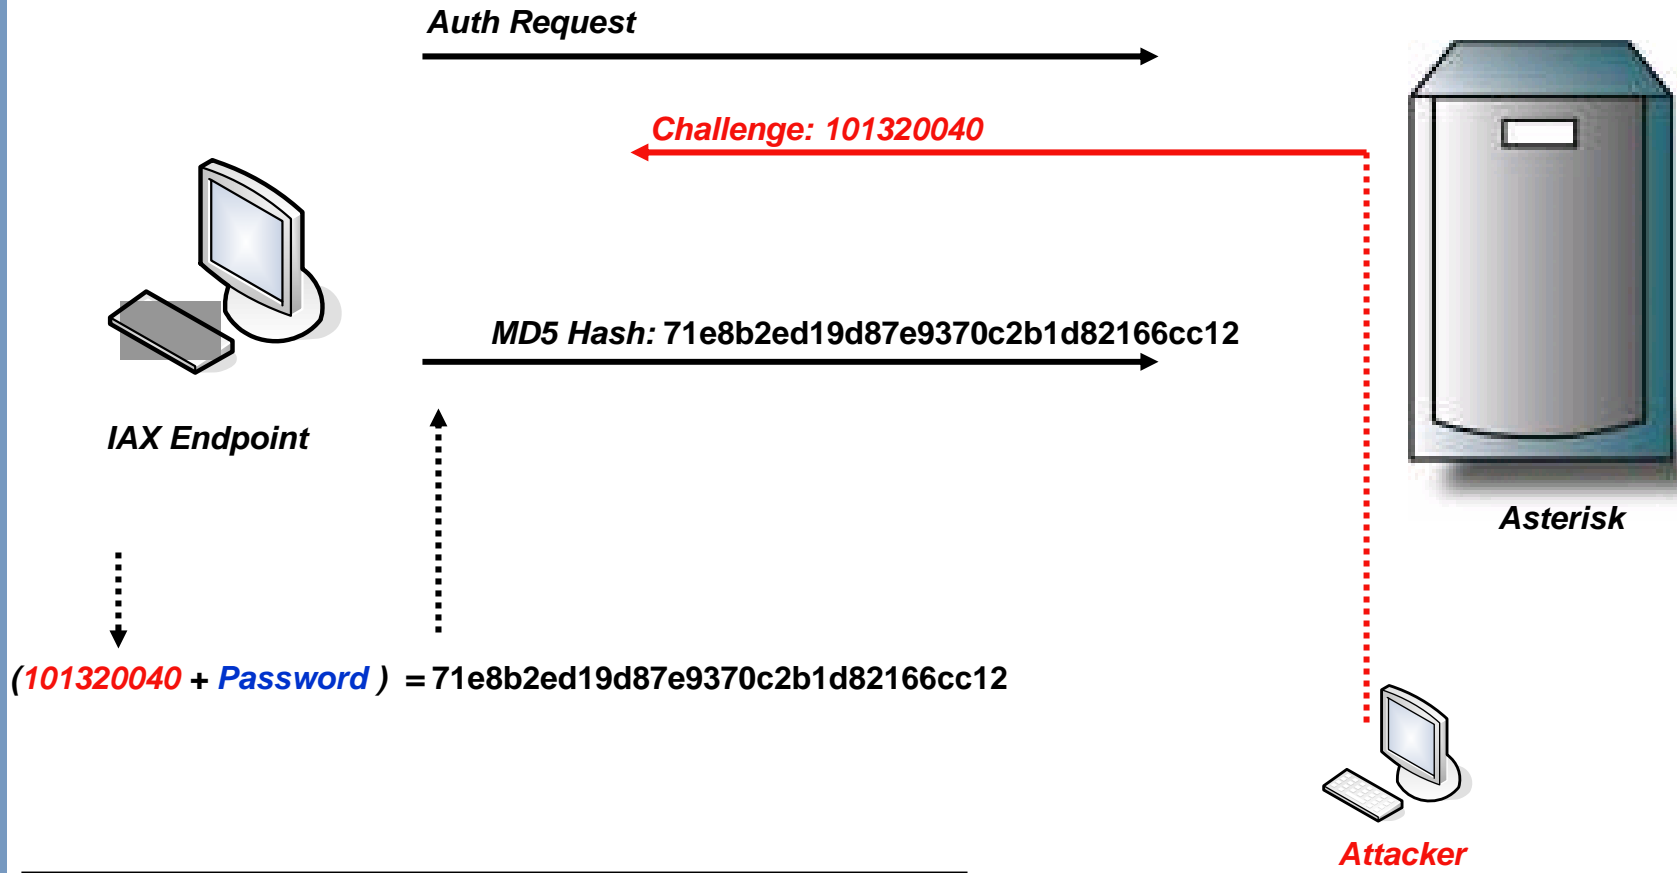 Auth Request
Challenge: 101320040
MD5 Hash: 71e8b2ed19d87e9370c2b1d82166cc12
IAX Endpoint
Asterisk
(101320040 + Password ) = 71e8b2ed19d87e9370c2b1d82166cc12
Attacker